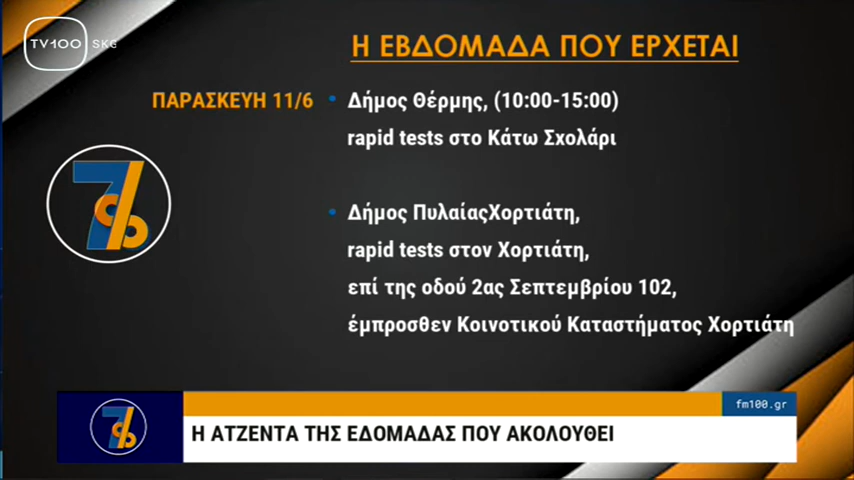 TV100 SKG
Η ΕΒΔΟΜΑΔΑ ΠΟΥ ΕΡΧΕΤΑΙ
ΠΑΡΑΣΚΕΥΗ 11/6 • Δήμος Θέρμης, (10:00-15:00)
rapid tests στο Κάτω Σχολάρι
• Δήμος ΠυλαίαςΧορτιάτη,
rapid tests στον Χορτιάτη,
επί της οδού 2ας Σεπτεμβρίου 102,
έμπροσθεν Κοινοτικού Καταστήματος Χορτιάτη
fm100.gr
Η ΑΤΖΕΝΤΑ ΤΗΣ ΕΔΟΜΑΔΑΣ ΠΟΥ ΑΚΟΛΟΥΘΕΙ